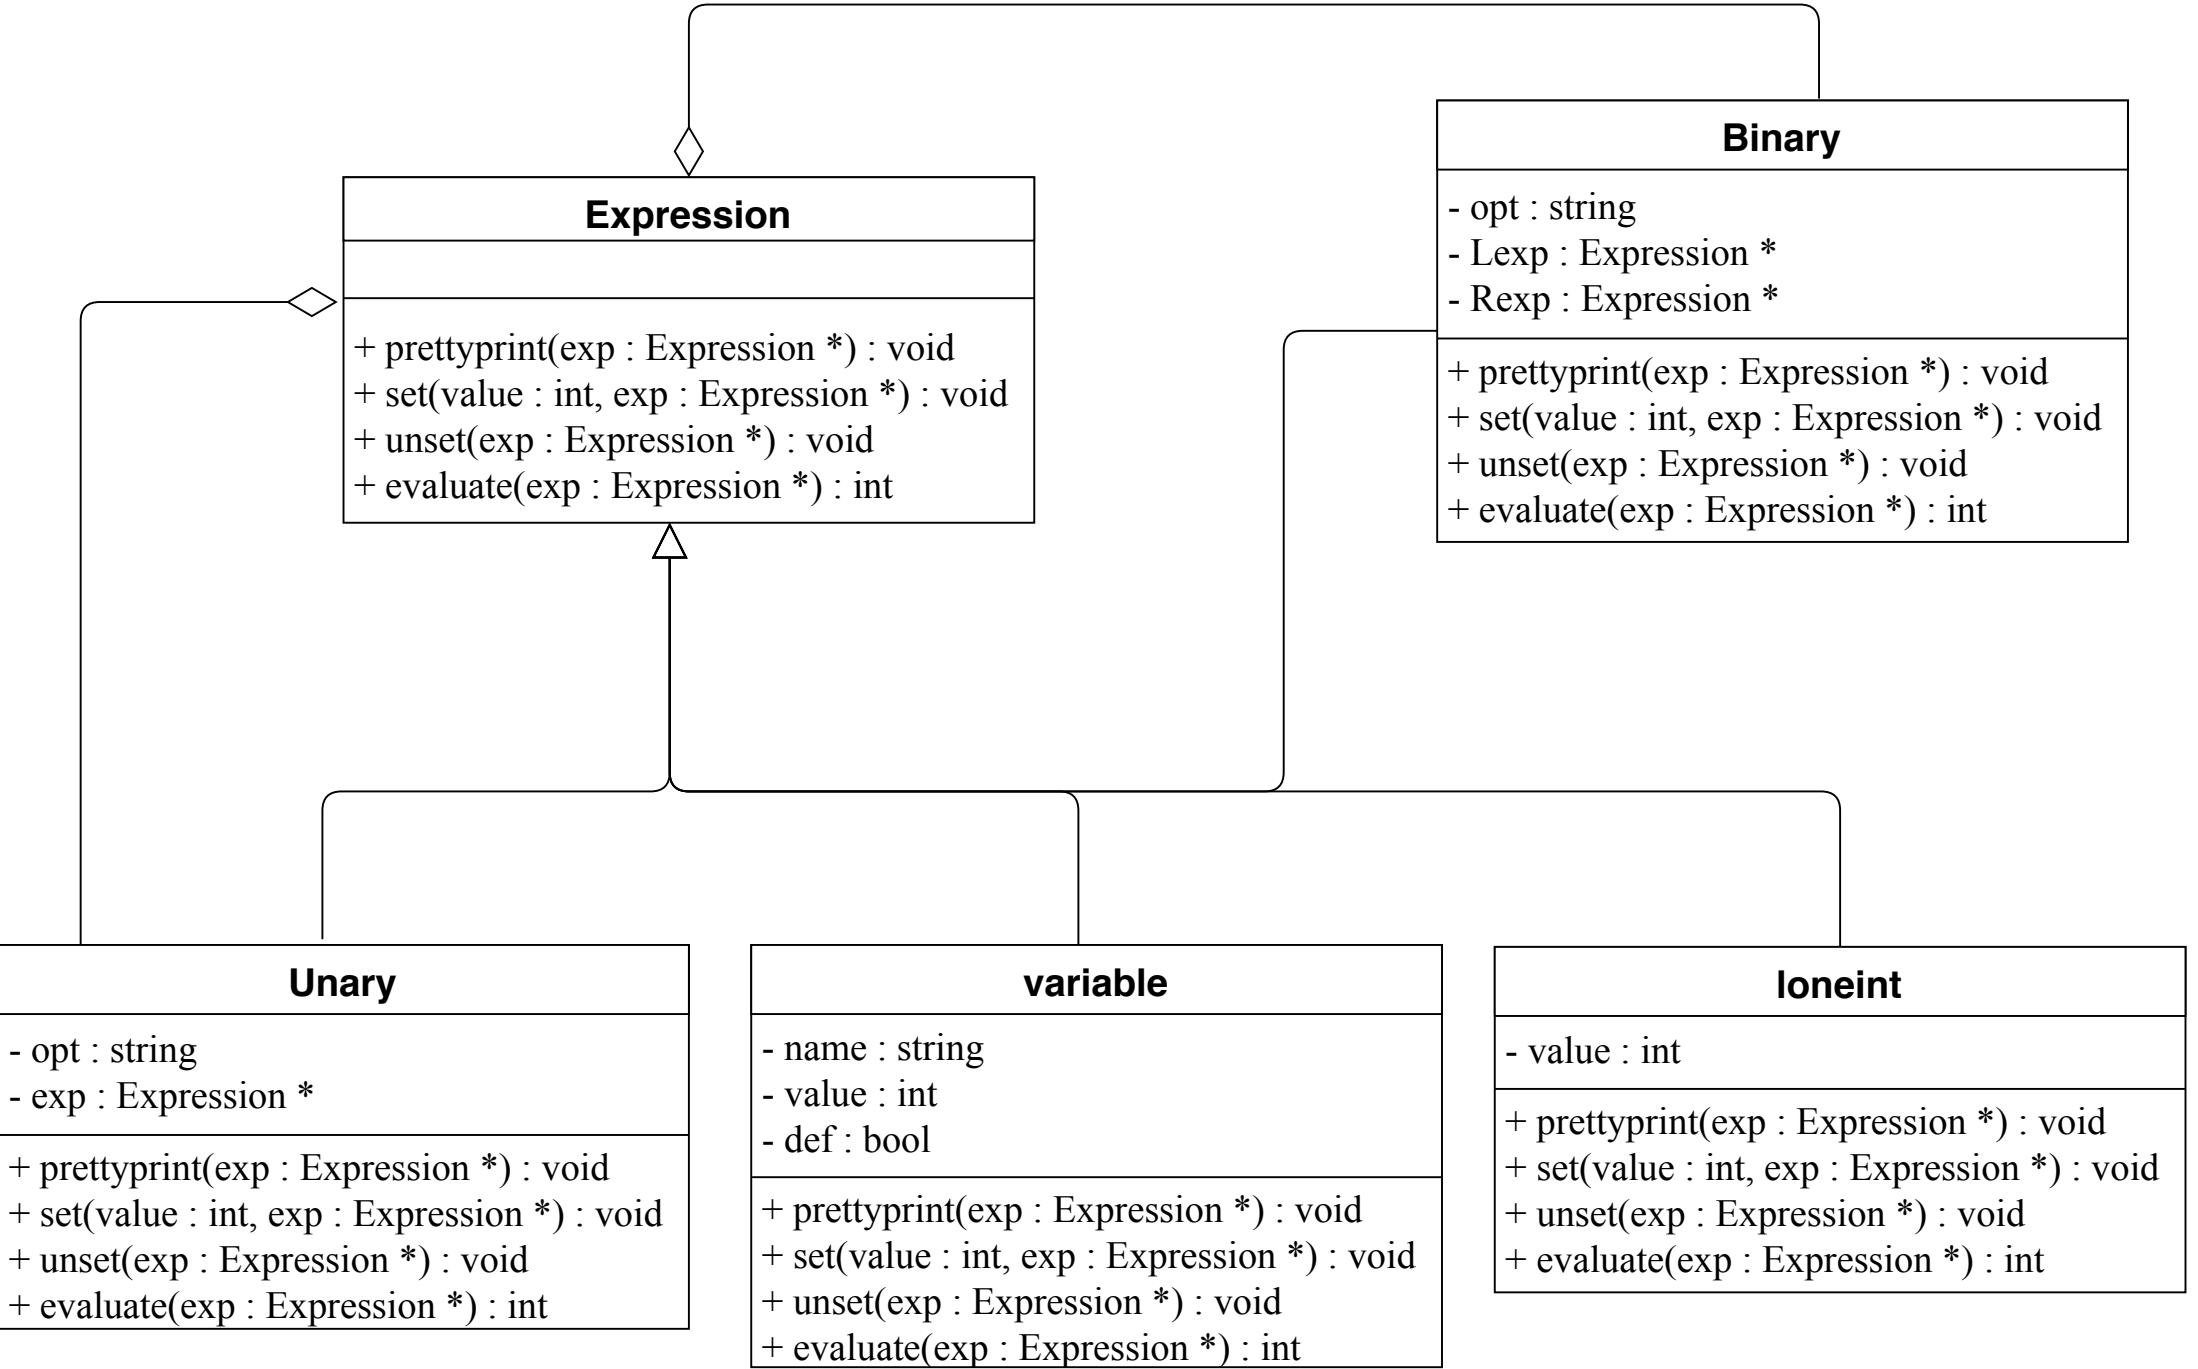 Expression
+ prettyprint(exp : Expression *) : void
+ set(value : int, exp : Expression *) : void
+ unset(exp : Expression *) : void
+ evaluate(exp : Expression *) : int
Binary
- opt : string
- Lexp : Expression *
- Rexp : Expression *
+ prettyprint(exp : Expression *) : void
+ set(value : int, exp : Expression *) : void
+ unset(exp : Expression *) : void
+ evaluate(exp : Expression *) : int
Unary
- opt : string
- exp : Expression *
+ prettyprint(exp : Expression *) : void
+ set(value : int, exp : Expression *) : void
+ unset(exp : Expression *) : void
+ evaluate(exp : Expression *) : int
variable
- name : string
- value : int
- def : bool
+ prettyprint(exp : Expression *) : void
+ set(value : int, exp : Expression *) : void
+ unset(exp : Expression *) : void
+ evaluate(exp : Expression *) : int
loneint
- value : int
+ prettyprint(exp : Expression *) : void
+ set(value : int, exp : Expression *) : void
+ unset(exp : Expression *) : void
+ evaluate(exp : Expression *) : int